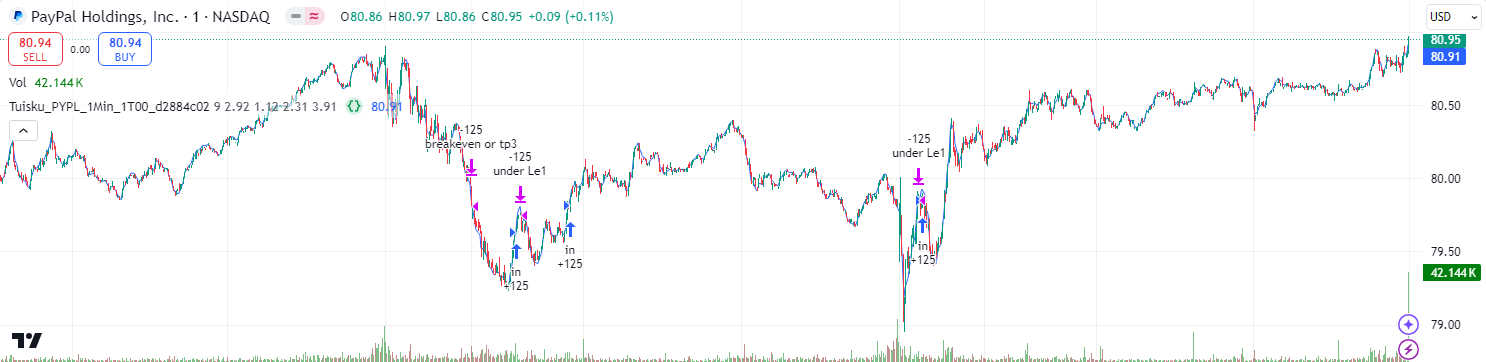 PayPal Holdings, Inc. · 1 · NASDAQ O80.86 H80.97 L80.86 C80.95 +0.09 (+0.11%)
USD
80.94 0.00 80.94
SELL BUY
Vol 42.144 K
Tuisku_PYPL_1Min_1T00_d2884c02 9 2.92 1.12 2.31 3.91 {} 80.91
80.95
80.91
80.50
80.00
79.50
42.144 K
79.00
-125
breakeven or tp3
-125
under Le1
in
+125
in
+125
-125
under Le1
in
+125